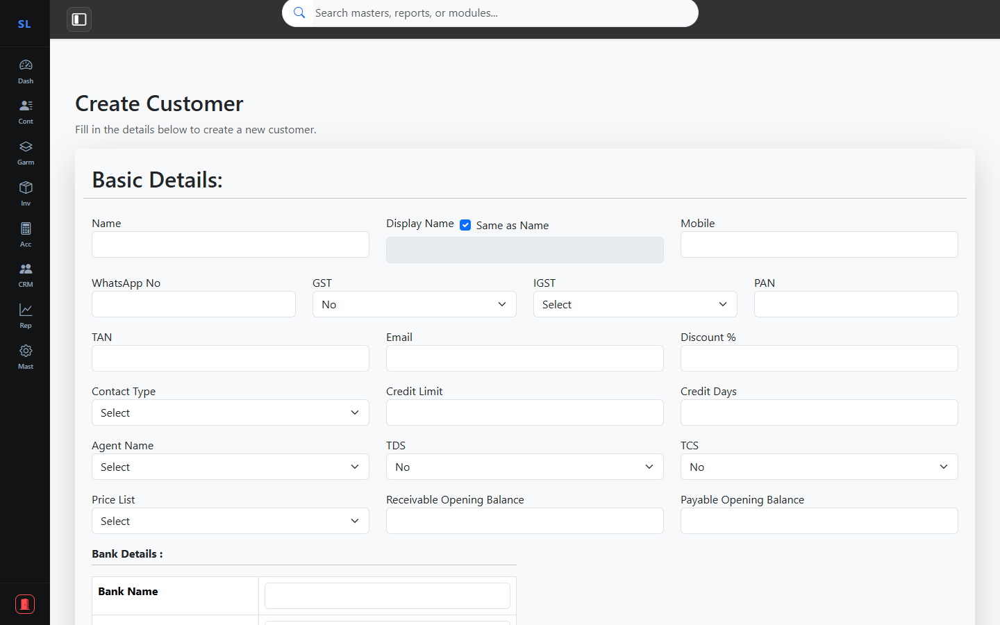 SL
Search masters, reports, or modules...
Dash
Cont
Garm
Inv
Acc
CRM
Rep
Mast
Create Customer
Fill in the details below to create a new customer.
Basic Details:
Name
Display Name Same as Name
Mobile
WhatsApp No
GST
IGST
PAN
No
Select
TAN
Email
Discount %
Contact Type
Credit Limit
Credit Days
Select
Agent Name
TDS
TCS
Select
No
No
Price List
Receivable Opening Balance
Payable Opening Balance
Select
Bank Details :
Bank Name